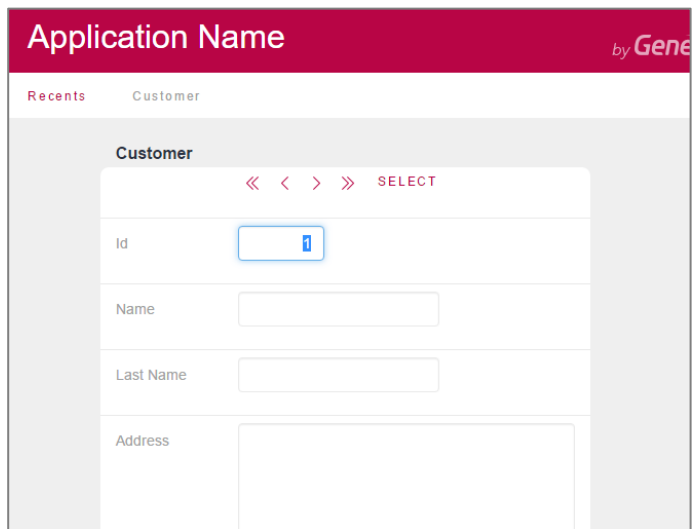 Application Name
by Gene
Recents Customer
Customer
SELECT
Id 1
Name
Last Name
Address